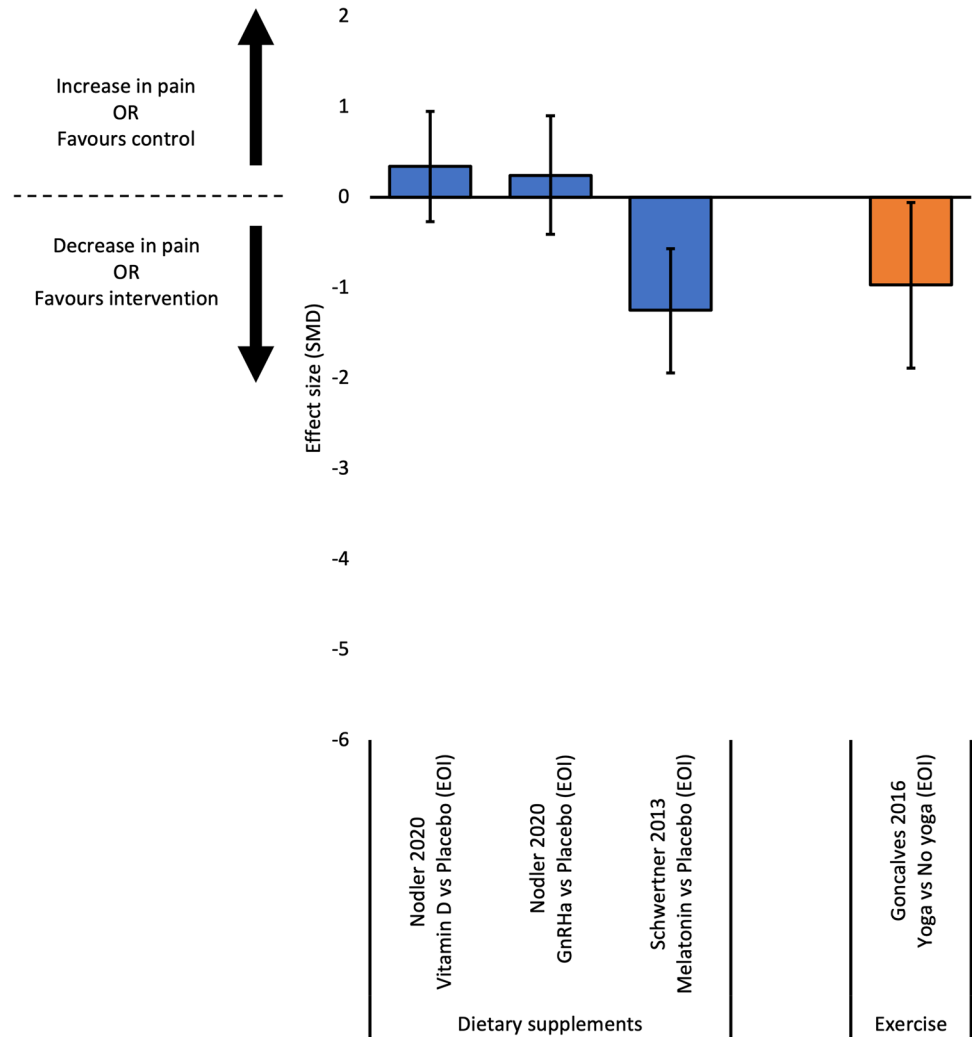 Increase in pain
OR
Favours control
Decrease in pain
OR
Favours intervention
Effect size (SMD)
2
1
0
-1
-2
-3
-4
-5
-6
Nodler 2020
Vitamin D vs Placebo (EOI)
Nodler 2020
GnRHa vs Placebo (EOI)
Schwertner 2013
Melatonin vs Placebo (EOI)
Goncalves 2016
Yoga vs No yoga (EOI)
Dietary supplements
Exercise